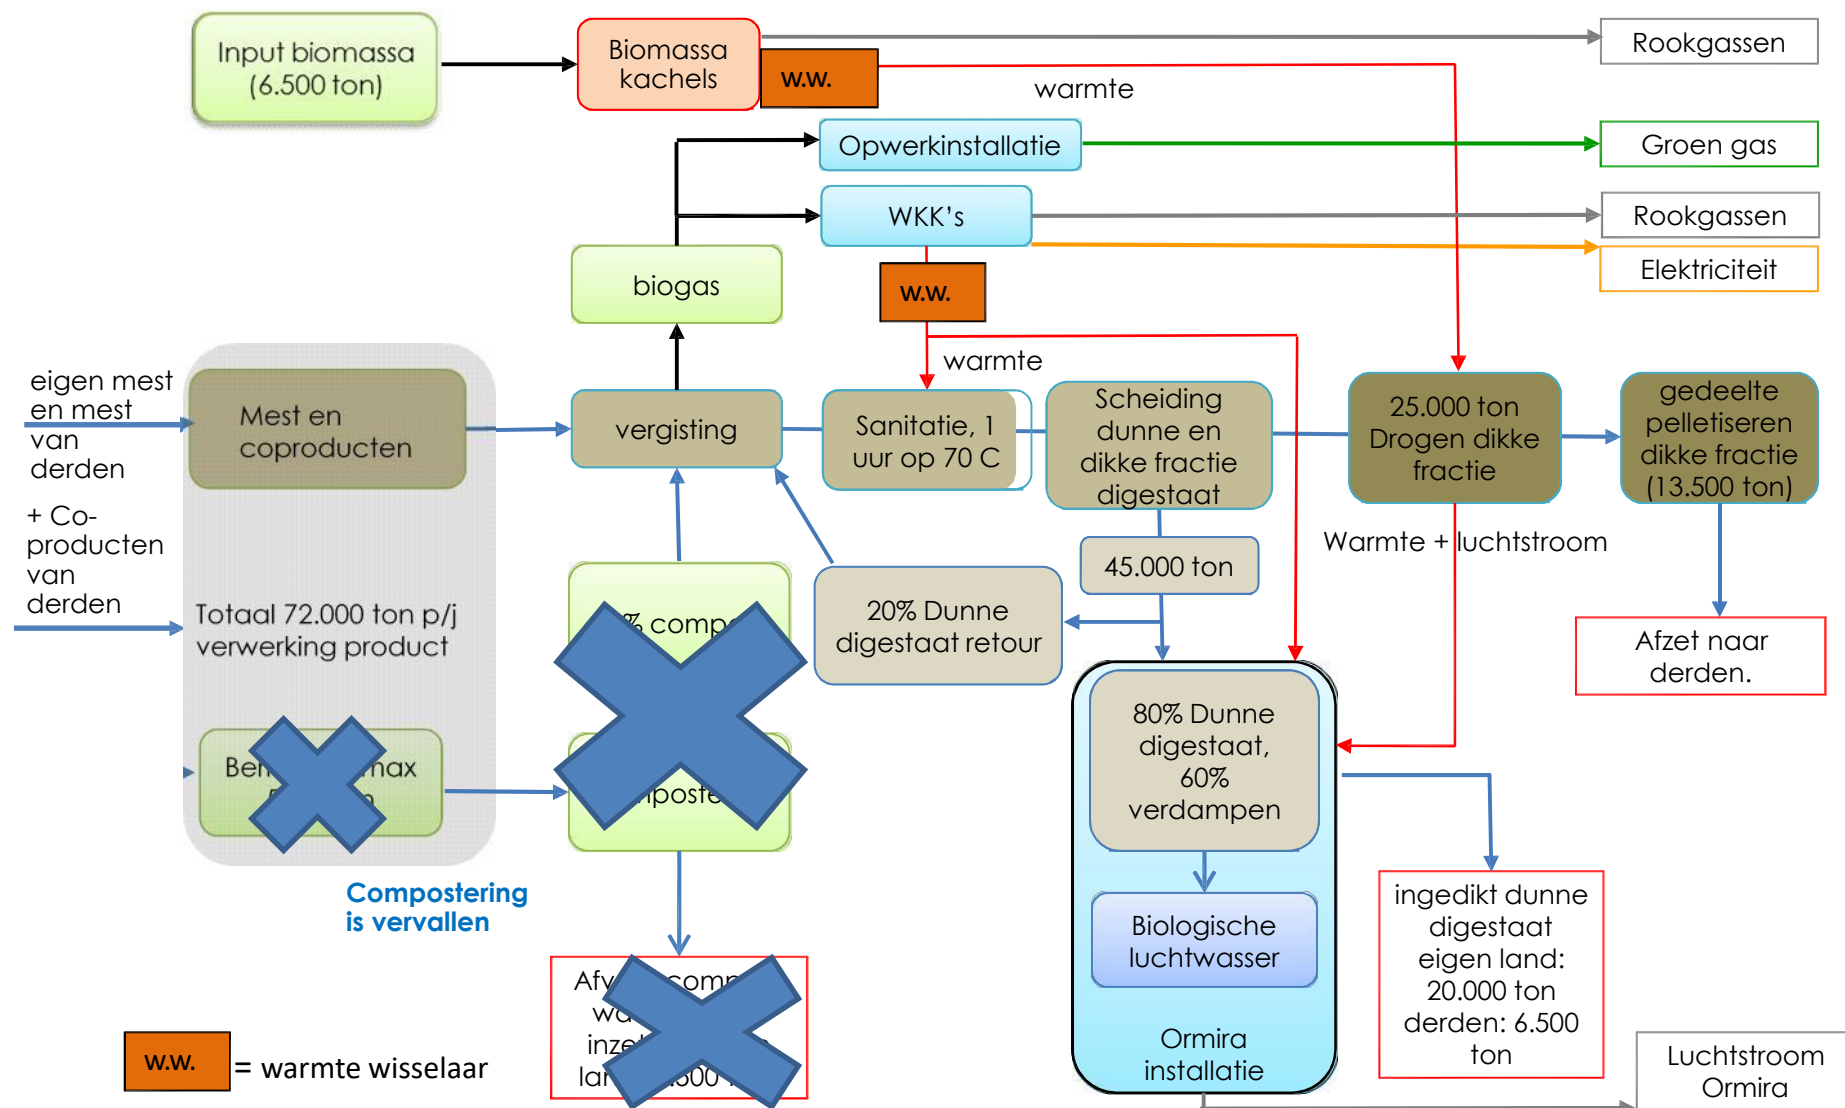 Input biomassa
(6.500 ton)
Biomassa
kachels
w.w.
warmte
Rookgassen
Opwerkinstallatie
Groen gas
WKK's
Rookgassen
Elektriciteit
biogas
w.w.
warmte
eigen mest
en mest
van
derden
Mest en
coproducten
vergisting
Sanitatie, 1
uur op 70 C
Scheiding
dunne en
dikke fractie
digestaat
25.000 ton
Drogen dikke
fractie
gedeelte
pelletiseren
dikke fractie
(13.500 ton)
+ Co-
producten
van
derden
Warmte + luchtstroom
45.000 ton
Totaal 72.000 ton p/j
verwerking product
20% Dunne
digestaat retour
Afzet naar
derden.
80% Dunne
digestaat,
60%
verdampen
max
Compostering
is vervallen
Biologische
luchtwasser
ingedikt dunne
digestaat
eigen land:
20.000 ton
derden: 6.500
ton
Ormira
installatie
w.w.
= warmte wisselaar
Luchtstroom
Ormira